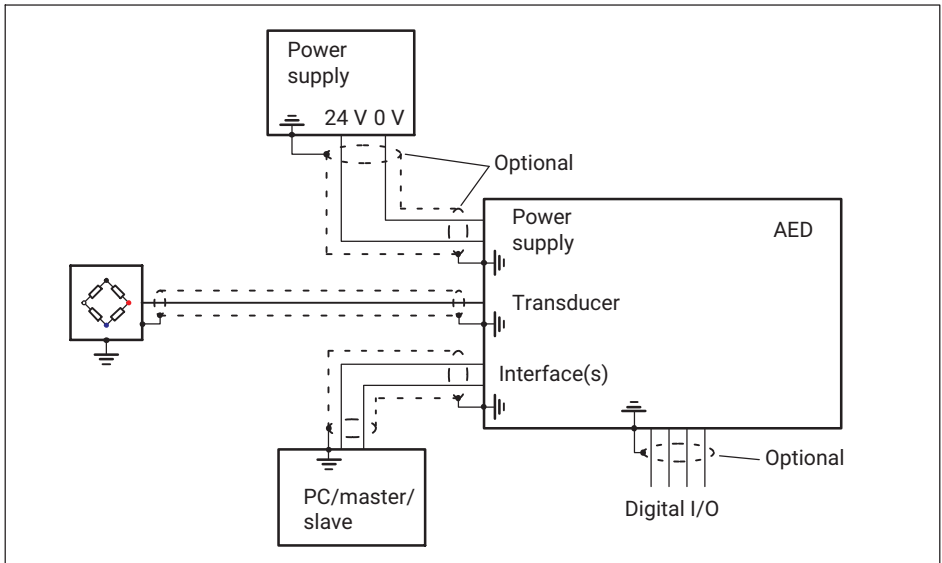 Power
supply
24 V 0 V
Optional
Power
supply
AED
Transducer
Interface(s)
PC/master/
slave
Optional
Digital I/O